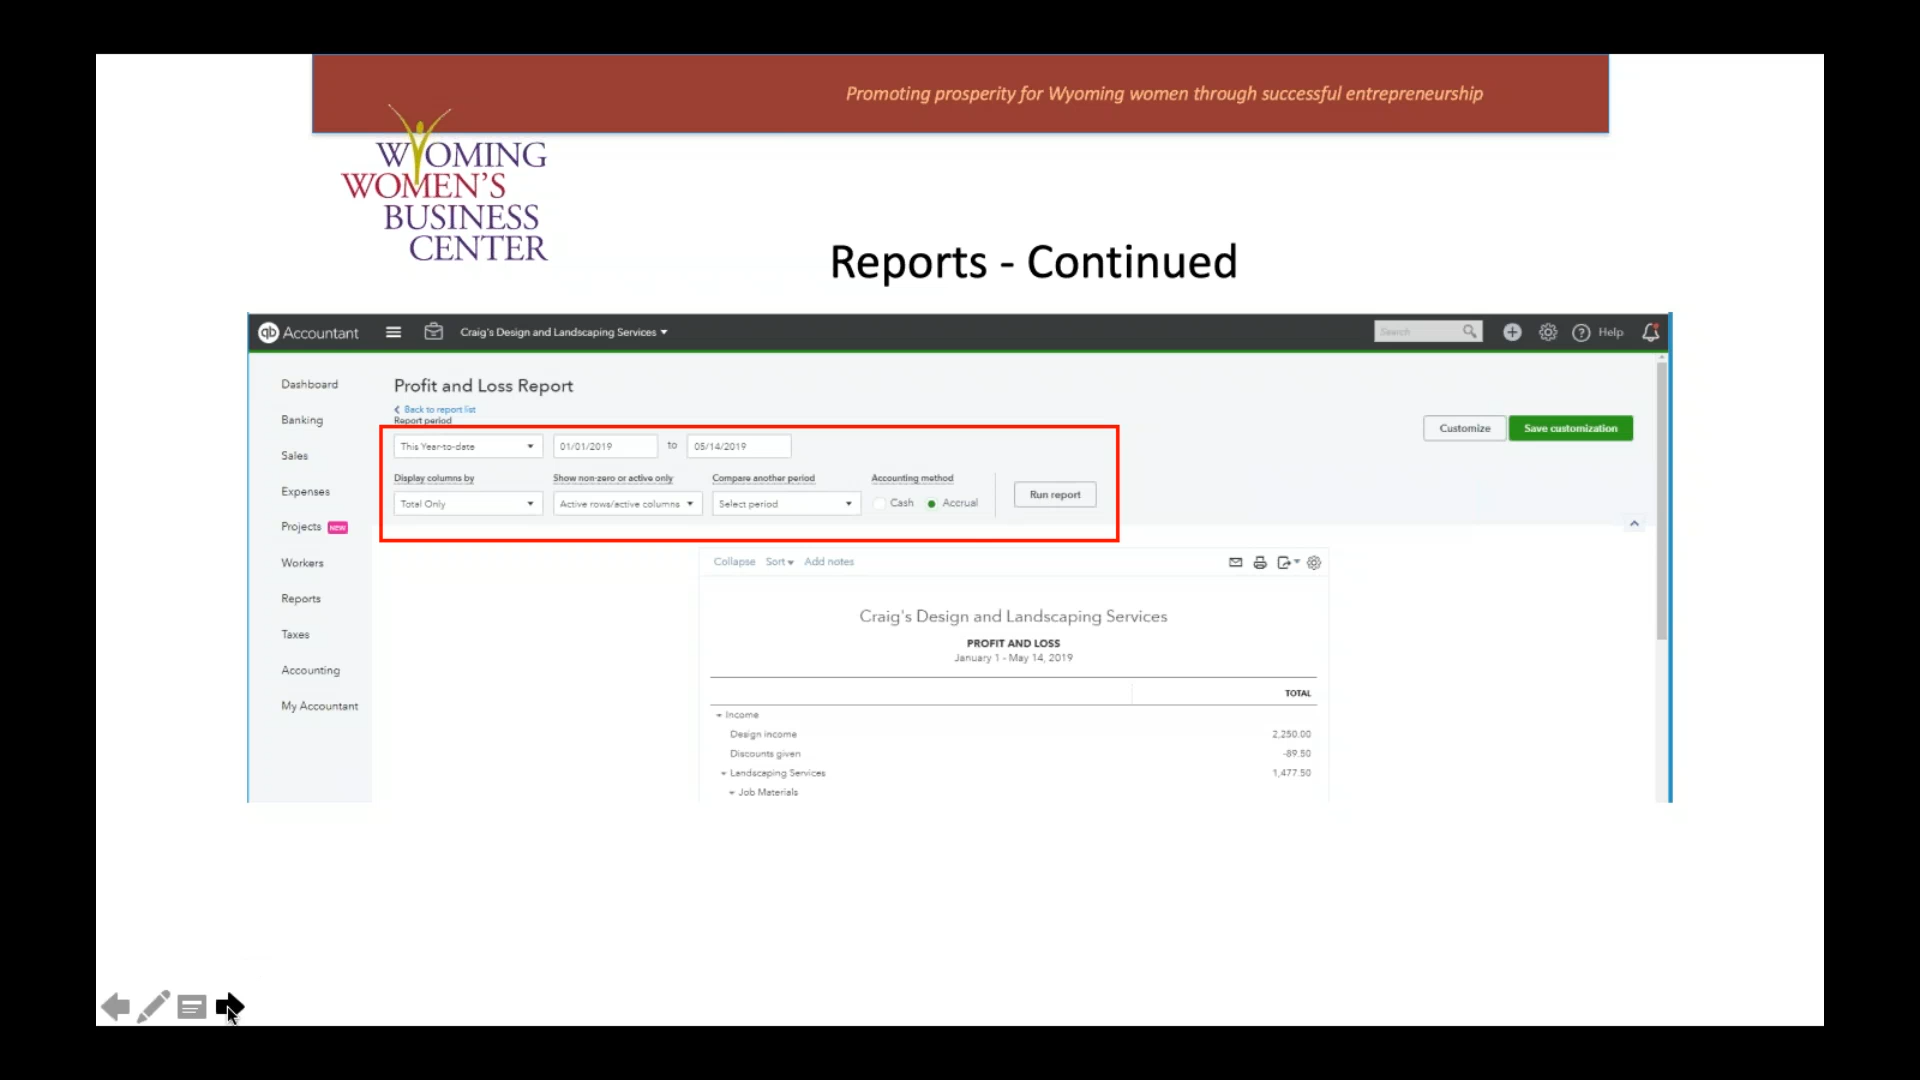 Promoting prosperity for Wyoming women through successful entrepreneurship
WYOMING
WOMEN'S
BUSINESS
CENTER
Reports - Continued
qb Accountant
Craig's Design and Landscaping Services
Search
Help
Dashboard
Banking
Sales
Expenses
Projects NEW
Workers
Reports
Taxes
Accounting
My Accountant
Profit and Loss Report
Back to report list
Report period
This Year-to-date 01/01/2019 to 05/14/2019
Customize Save customization
Display columns by Show non-zero or active only Compare another period Accounting method
Total Only Active rows/active columns Select period Cash Accrual Run report
Collapse Sort Add notes
Craig's Design and Landscaping Services
PROFIT AND LOSS
January 1 - May 14, 2019
TOTAL
Income
Design income 2,250.00
Discounts given -89.50
Landscaping Services 1,477.50
Job Materials